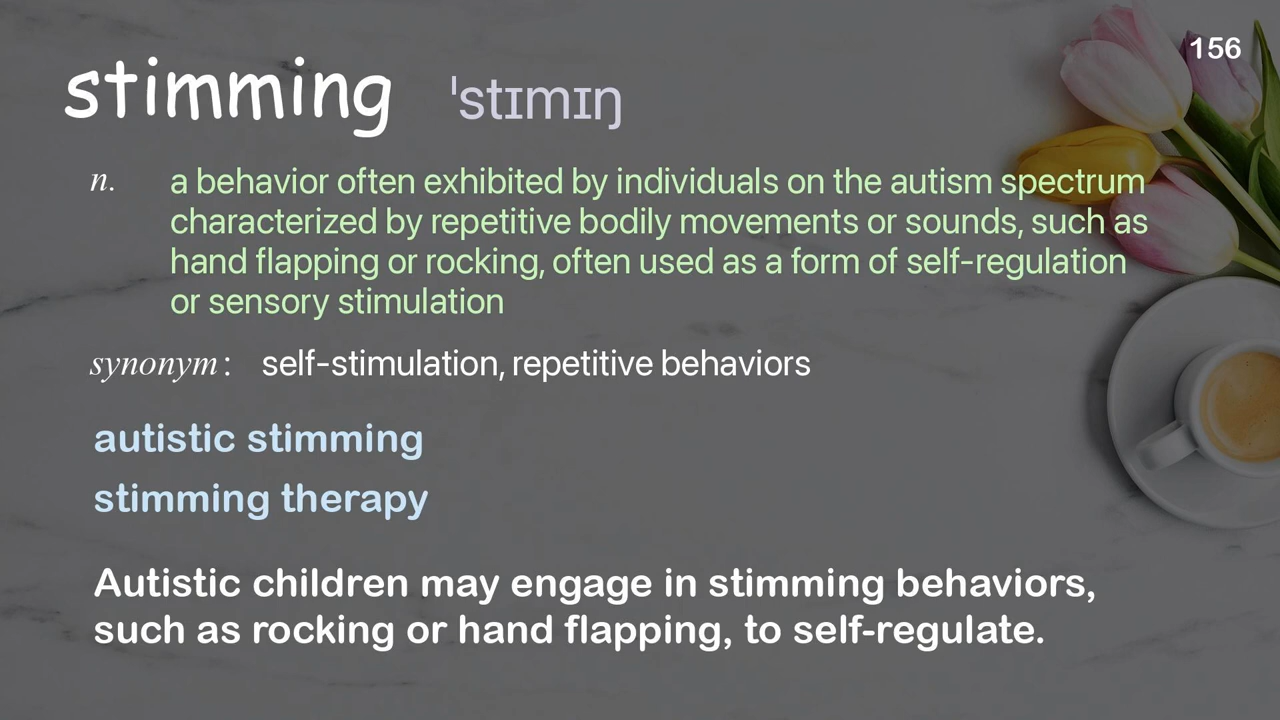 156
stimming ˈstɪmɪŋ
n. a behavior often exhibited by individuals on the autism spectrum
characterized by repetitive bodily movements or sounds, such as
hand flapping or rocking, often used as a form of self-regulation
or sensory stimulation
synonym: self-stimulation, repetitive behaviors
autistic stimming
stimming therapy
Autistic children may engage in stimming behaviors,
such as rocking or hand flapping, to self-regulate.